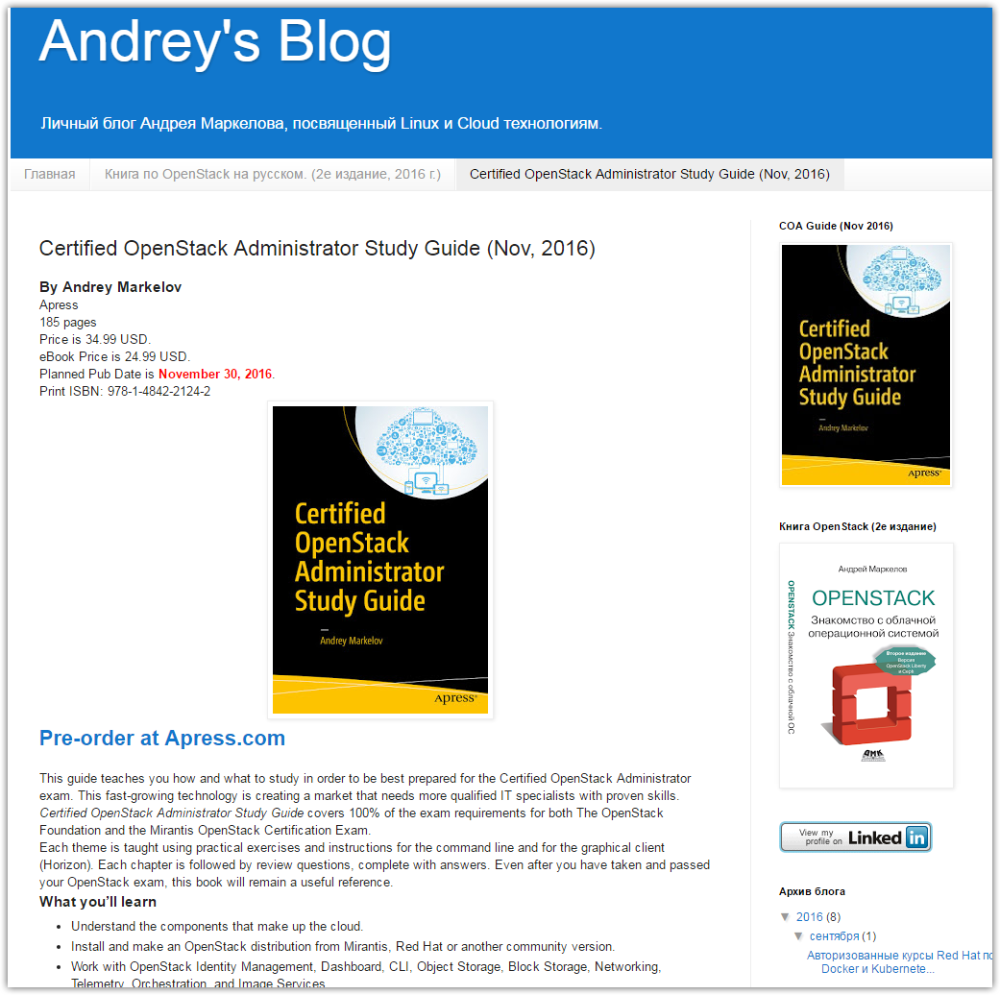 Andrey's Blog
Личный блог Андрея Маркелова, посвященный Linux и Cloud технологиям.
Главная
Книга по OpenStack на русском. (2е издание, 2016 г.)
Certified OpenStack Administrator Study Guide (Nov, 2016)
Certified OpenStack Administrator Study Guide (Nov, 2016)
By Andrey Markelov
Apress
185 pages
Price is 34.99 USD.
eBook Price is 24.99 USD.
Planned Pub Date is November 30, 2016.
Print ISBN: 978-1-4842-2124-2
Certified
OpenStack
Administrator
Study Guide
Andrey Markelov
Apress®
Pre-order at Apress.com
This guide teaches you how and what to study in order to be best prepared for the Certified OpenStack Administrator
exam. This fast-growing technology is creating a market that needs more qualified IT specialists with proven skills.
Certified OpenStack Administrator Study Guide covers 100% of the exam requirements for both The OpenStack
Foundation and the Mirantis OpenStack Certification Exam.
Each theme is taught using practical exercises and instructions for the command line and for the graphical client
(Horizon). Each chapter is followed by review questions, complete with answers. Even after you have taken and passed
your OpenStack exam, this book will remain a useful reference.
What you'll learn
• Understand the components that make up the cloud.
• Install and make an OpenStack distribution from Mirantis, Red Hat or another community version.
• Work with OpenStack Identity Management, Dashboard, CLI, Object Storage, Block Storage, Networking,
Telemetry, Orchestration, and Image Services
COA Guide (Nov 2016)
Certified
OpenStack
Administrator
Study Guide
Andrey Markelov
Apress®
Книга OpenStack (2е издание)
Андрей Маркелов
OPENSTACK
Знакомство с облачной
операционной системой
Второе издание
Версия
OpenStack Liberty
и Ceph
OPENSTACK Знакомство с облачной ОС
ДМК
View my
profile on
Linked in
Архив блога
▼ 2016 (8)
▼ сентября (1)
Авторизованные курсы Red Hat по
Docker и Kubernete...